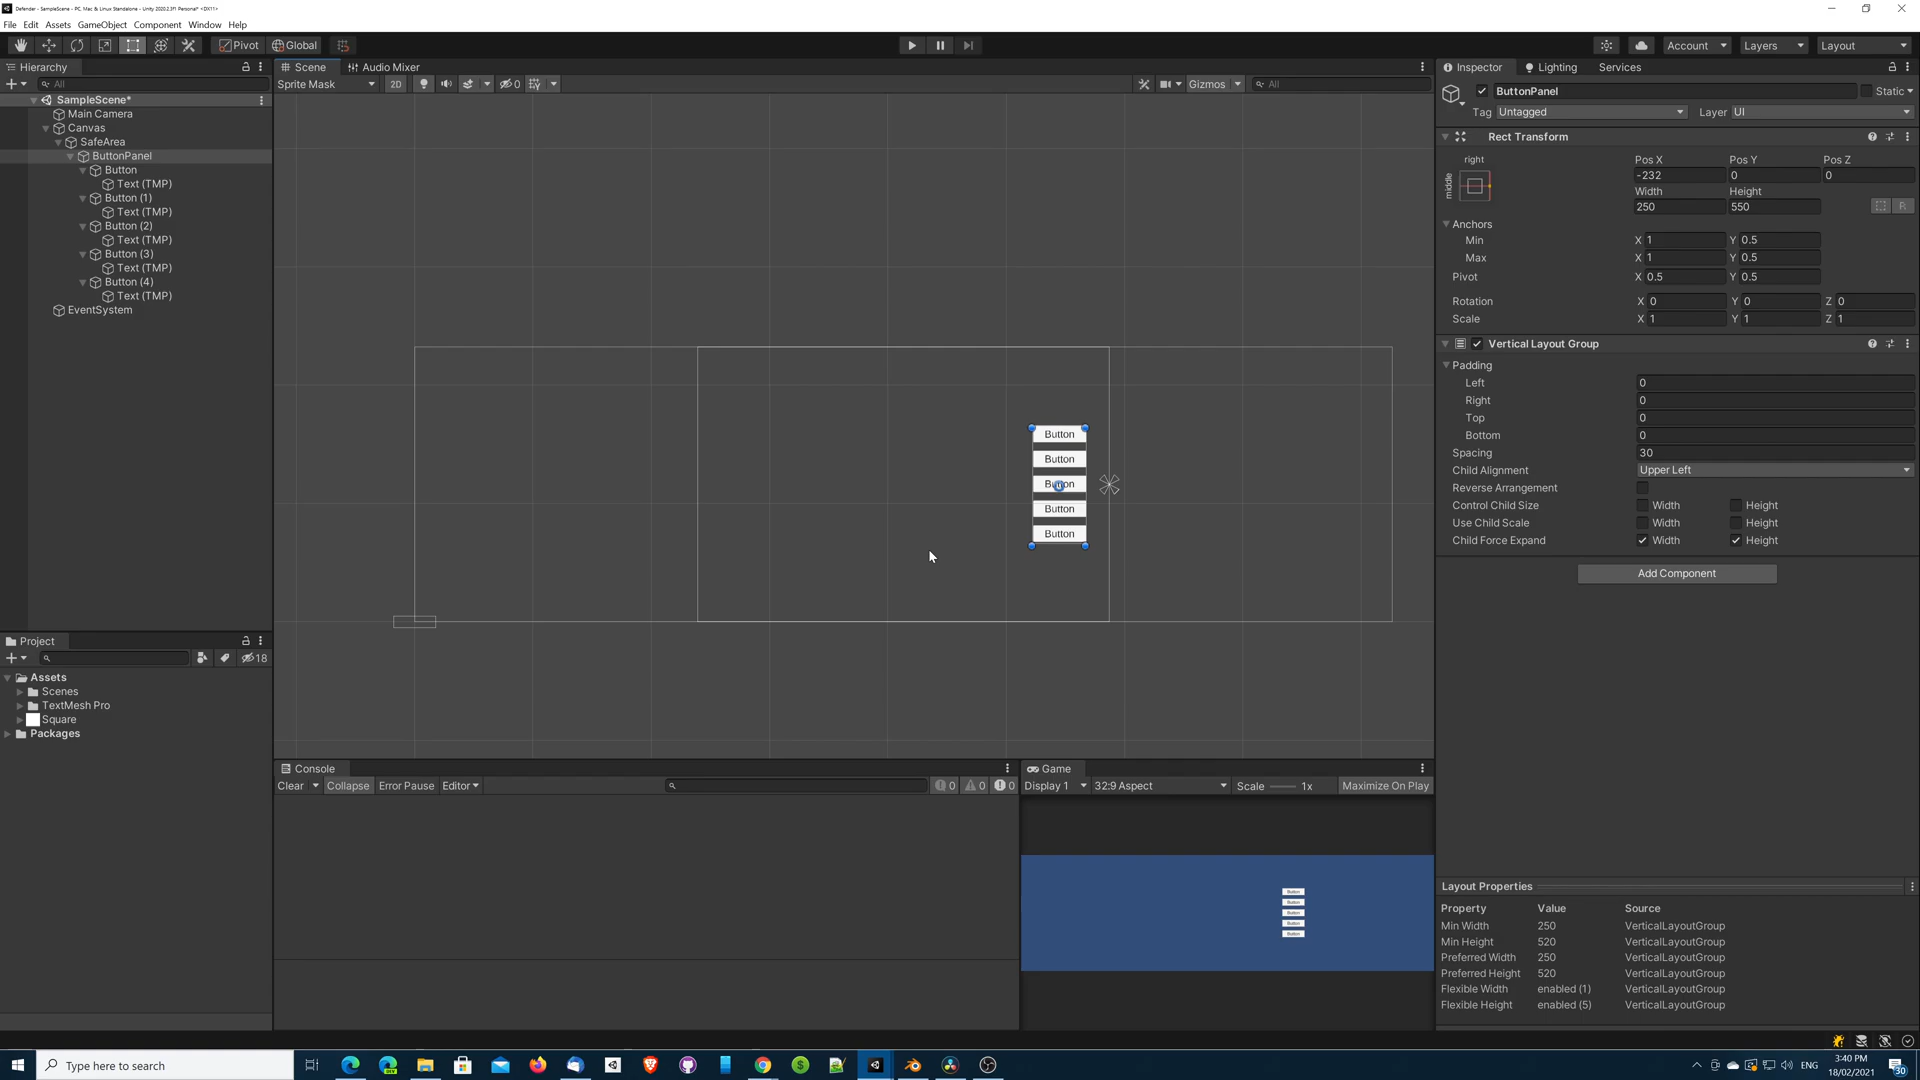 Defender - SampleScene - PC, Mac & Linux Standalone - Unity 2020.2.3f1 Personal* <DX11>
File Edit Assets GameObject Component Window Help
Pivot Global Account Layers Layout
Hierarchy
All
SampleScene*
Main Camera
Canvas
SafeArea
ButtonPanel
Button
Text (TMP)
Button (1)
Text (TMP)
Button (2)
Text (TMP)
Button (3)
Text (TMP)
Button (4)
Text (TMP)
EventSystem
Project
18
Assets
Scenes
TextMesh Pro
Square
Packages
Scene Audio Mixer
Sprite Mask 2D 0 Gizmos All
Button
Button
Button
Button
Button
Console
Clear Collapse Error Pause Editor 0 0 0
Game
Display 1 32:9 Aspect Scale 1x Maximize On Play
Button
Button
Button
Button
Button
Inspector Lighting Services
ButtonPanel Static
Tag Untagged Layer UI
Rect Transform
right
middle
Pos X Pos Y Pos Z
-232 0 0
Width Height
250 550 R
Anchors
Min X 1 Y 0.5
Max X 1 Y 0.5
Pivot X 0.5 Y 0.5
Rotation X 0 Y 0 Z 0
Scale X 1 Y 1 Z 1
Vertical Layout Group
Padding
Left 0
Right 0
Top 0
Bottom 0
Spacing 30
Child Alignment Upper Left
Reverse Arrangement
Control Child Size Width Height
Use Child Scale Width Height
Child Force Expand Width Height
Add Component
Layout Properties
Property Value Source
Min Width 250 VerticalLayoutGroup
Min Height 520 VerticalLayoutGroup
Preferred Width 250 VerticalLayoutGroup
Preferred Height 520 VerticalLayoutGroup
Flexible Width enabled (1) VerticalLayoutGroup
Flexible Height enabled (5) VerticalLayoutGroup
Type here to search
ENG
3:40 PM
18/02/2021
30